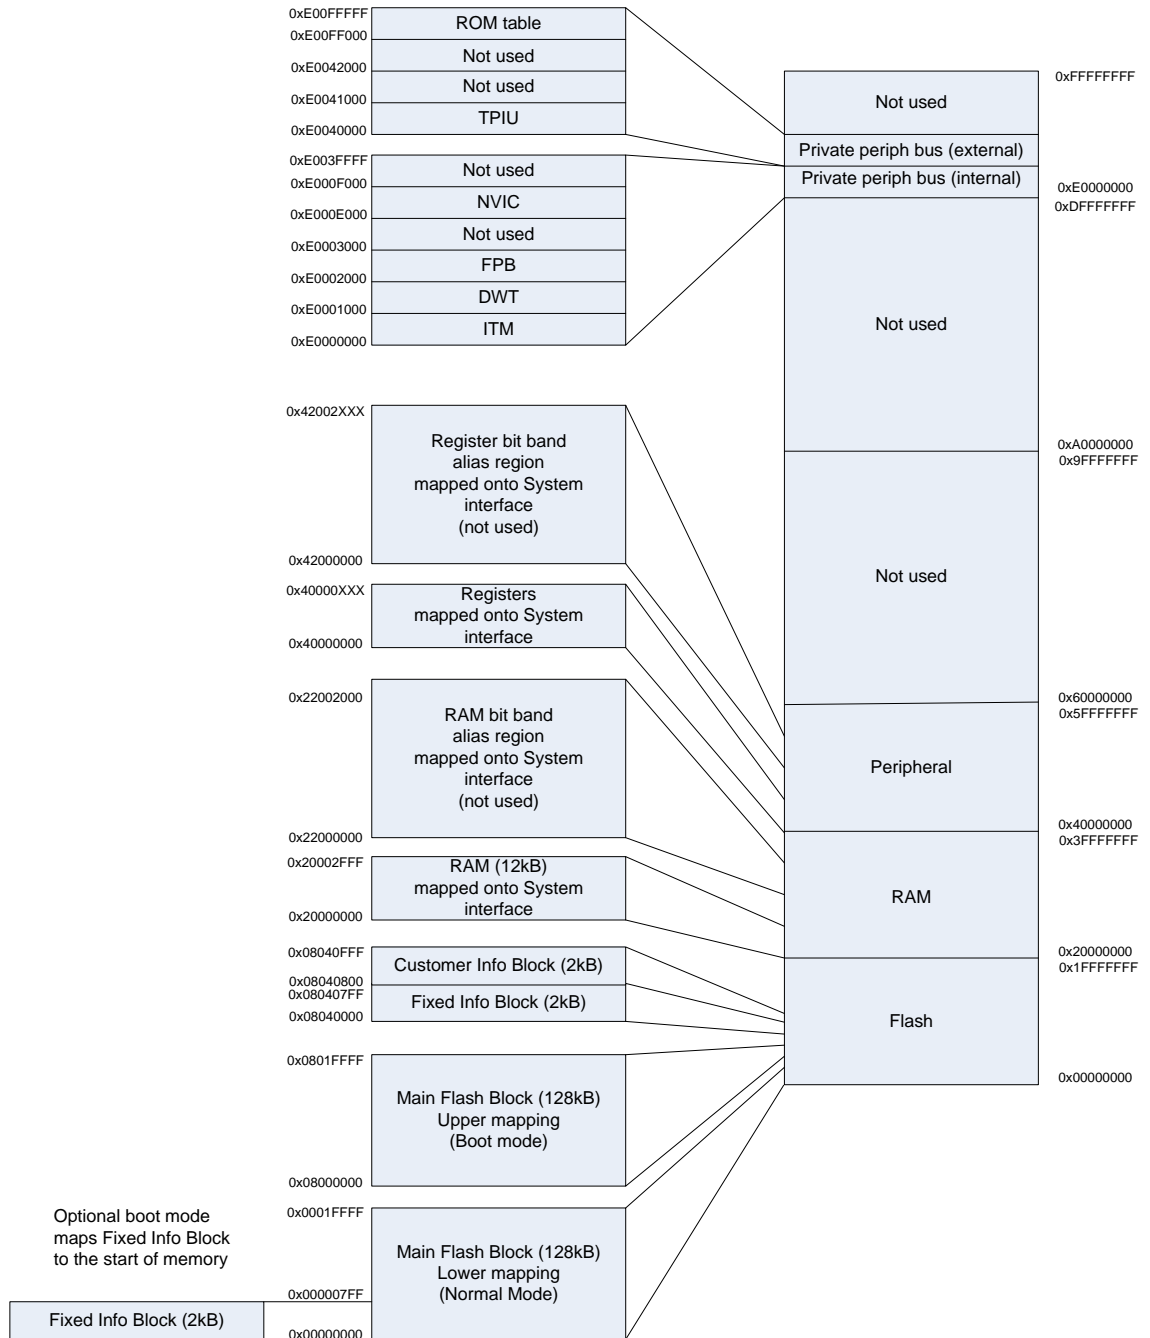 0xE00FFFFF
ROM table
0xE00FF000
Not used
0xE0042000
Not used
0xE0041000
TPIU
0xE0040000
0xE003FFFF
Not used
0xE000F000
NVIC
0xE000E000
Not used
0xE0003000
FPB
0xE0002000
DWT
0xE0001000
ITM
0xE0000000
0x42002XXX
Register bit band
alias region
mapped onto System
interface
(not used)
0x42000000
0x40000XXX
Registers
mapped onto System
interface
0x40000000
0x22002000
RAM bit band
alias region
mapped onto System
interface
(not used)
0x22000000
0x20002FFF
RAM (12kB)
mapped onto System
interface
0x20000000
0x08040FFF
Customer Info Block (2kB)
0x08040800
0x080407FF
Fixed Info Block (2kB)
0x08040000
0x0801FFFF
Main Flash Block (128kB)
Upper mapping
(Boot mode)
0x08000000
0x0001FFFF
Main Flash Block (128kB)
Lower mapping
(Normal Mode)
0x000007FF
0x00000000
Optional boot mode
maps Fixed Info Block
to the start of memory
Fixed Info Block (2kB)
0xFFFFFFFF
Not used
Private periph bus (external)
Private periph bus (internal)
0xE0000000
0xDFFFFFFF
Not used
0xA0000000
0x9FFFFFFF
Not used
0x60000000
0x5FFFFFFF
Peripheral
0x40000000
0x3FFFFFFF
RAM
0x20000000
0x1FFFFFFF
Flash
0x00000000